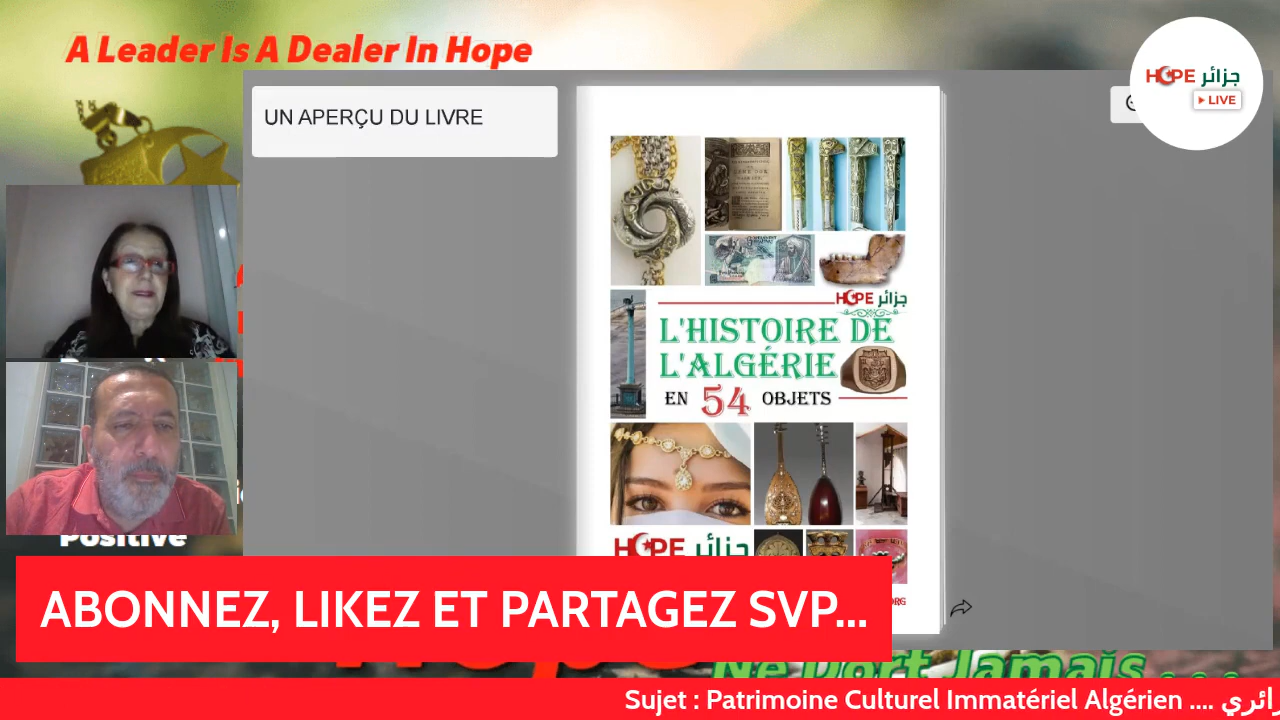 A Leader Is A Dealer In Hope
HOPE جزائر
LIVE
UN APERÇU DU LIVRE
HOPE جزائر
L'HISTOIRE DE
L'ALGÉRIE
EN 54 OBJETS
HOPE جزائر
Positive
ABONNEZ, LIKEZ ET PARTAGEZ SVP...
Ne Dort Jamais . . .
Sujet : Patrimoine Culturel Immatériel Algérien ....